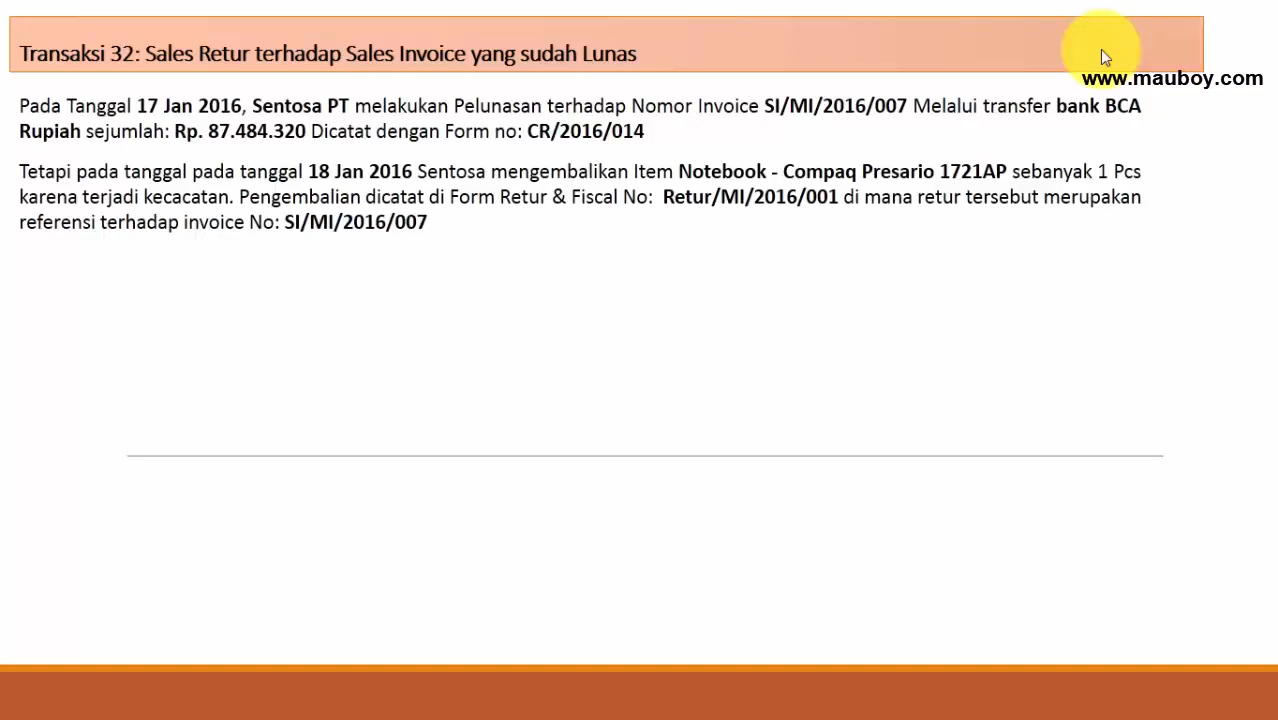 Transaksi 32: Sales Retur terhadap Sales Invoice yang sudah Lunas
www.mauboy.com
Pada Tanggal 17 Jan 2016, Sentosa PT melakukan Pelunasan terhadap Nomor Invoice SI/MI/2016/007 Melalui transfer bank BCA
Rupiah sejumlah: Rp. 87.484.320 Dicatat dengan Form no: CR/2016/014
Tetapi pada tanggal pada tanggal 18 Jan 2016 Sentosa mengembalikan Item Notebook - Compaq Presario 1721AP sebanyak 1 Pcs
karena terjadi kecacatan. Pengembalian dicatat di Form Retur & Fiscal No: Retur/MI/2016/001 di mana retur tersebut merupakan
referensi terhadap invoice No: SI/MI/2016/007